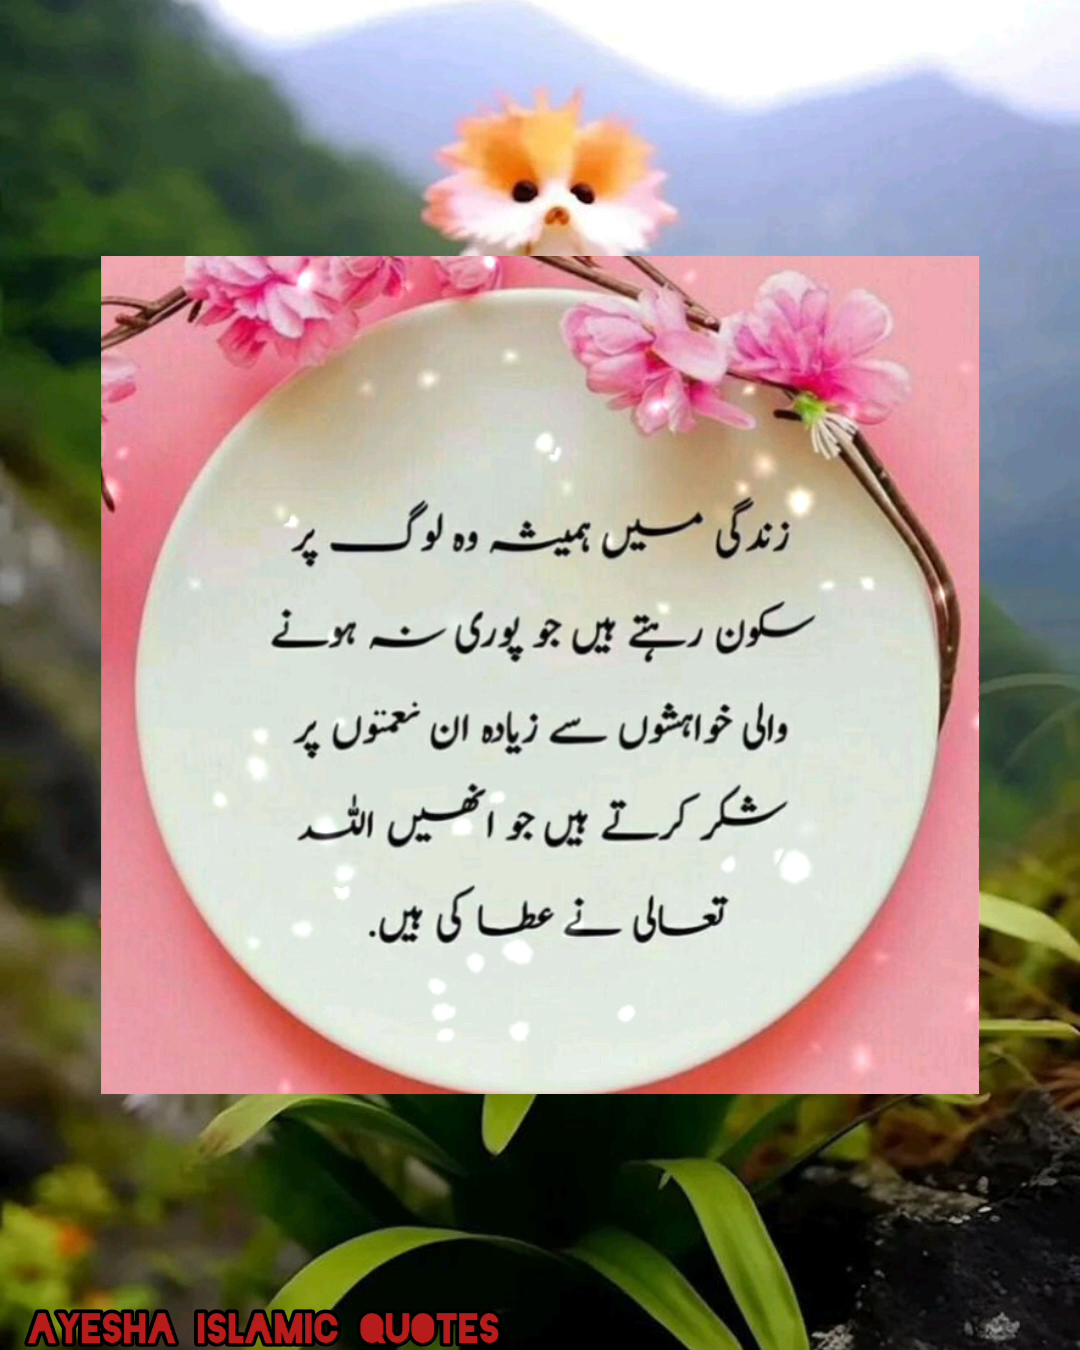 زندگی میں ہمیشہ وہ لوگ پر
سکون رہتے ہیں جو پوری نہ ہونے
والی خواہشوں سے زیادہ ان نعمتوں پر
شکر کرتے ہیں جو انھیں اللہ
تعالی نے عطا کی ہیں.
AYESHA ISLAMIC QUOTES